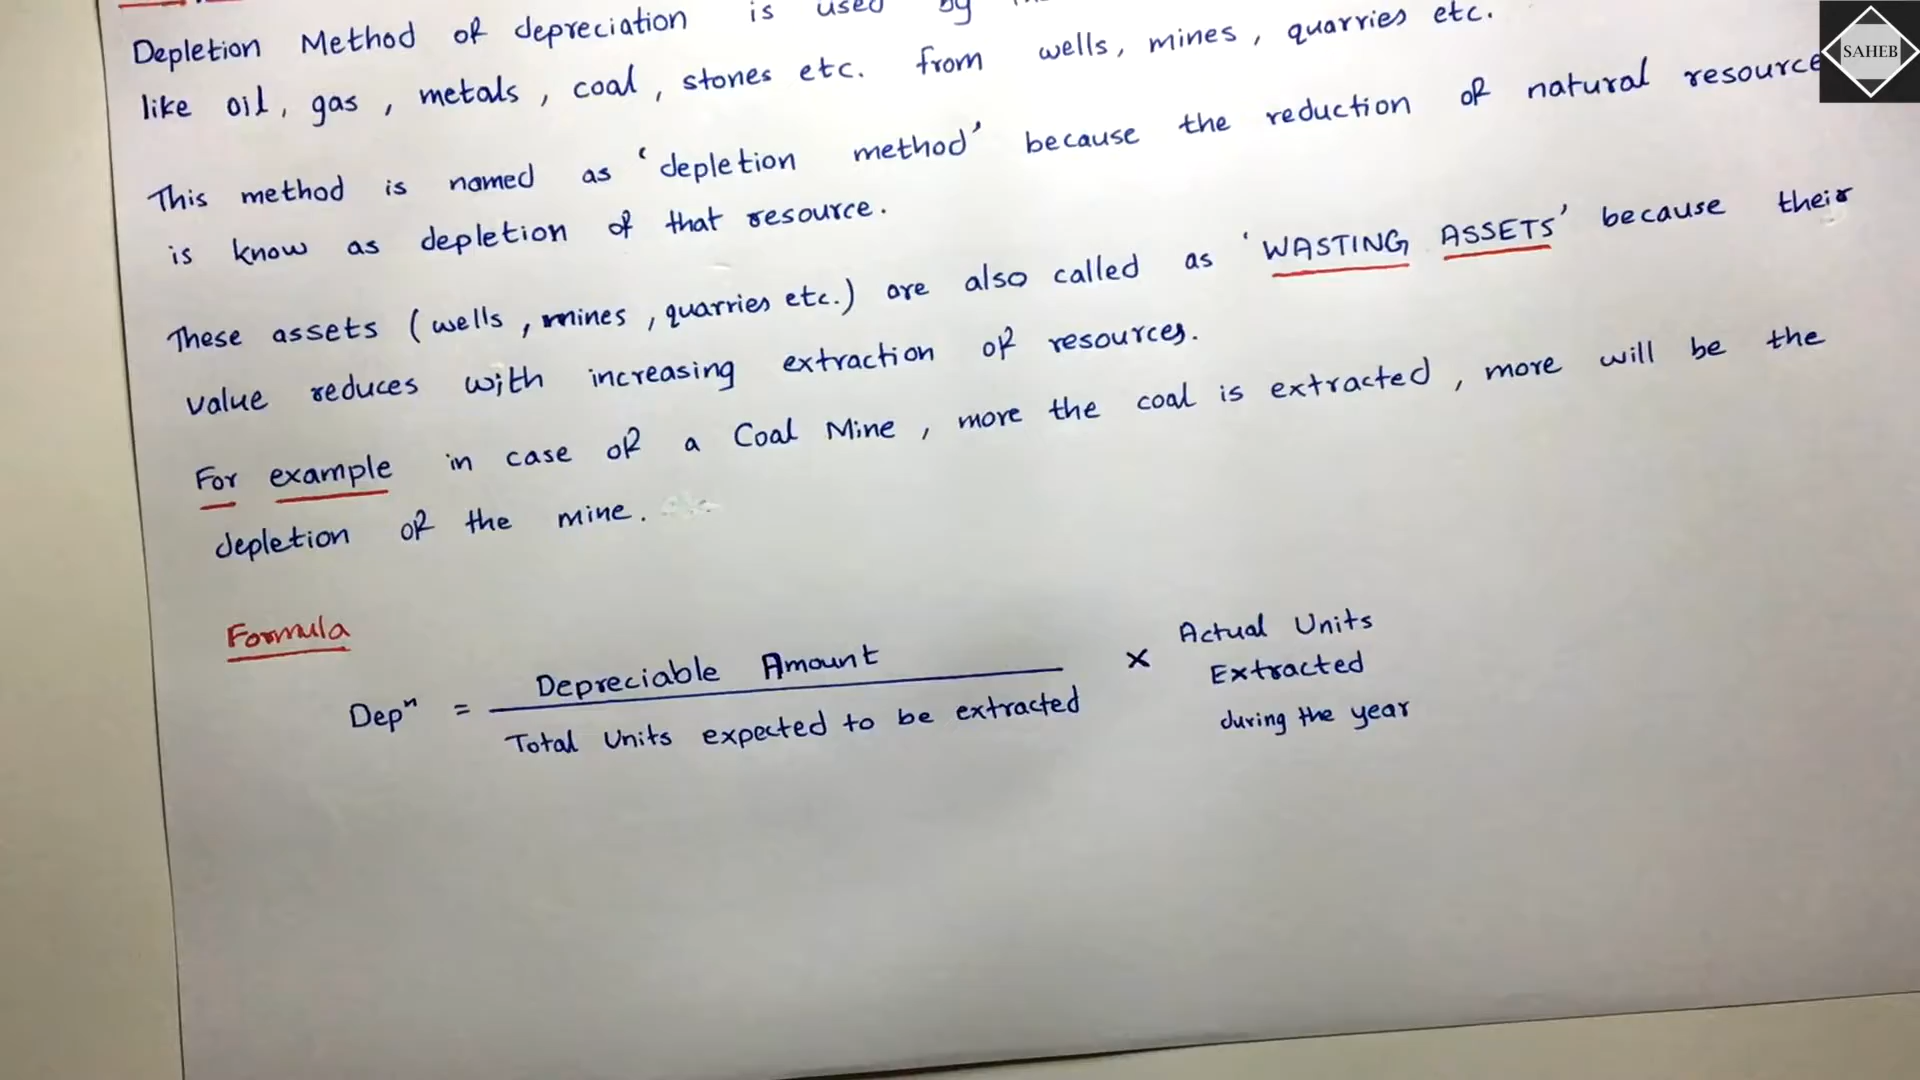 Depletion Method of depreciation is used by
like oil, gas, metals, coal, stones etc. from wells, mines, quarries etc.
SAHEB
This method is named as 'depletion method' because the reduction of natural resource
is know as depletion of that resource.
These assets (wells, mines, quarries etc.) are also called as 'WASTING ASSETS' because their
value reduces with increasing extraction of resources.
For example in case of a Coal Mine, more the coal is extracted, more will be the
depletion of the mine.
Formula
Depⁿ = Depreciable Amount
Total Units expected to be extracted
× Actual Units
Extracted
during the year